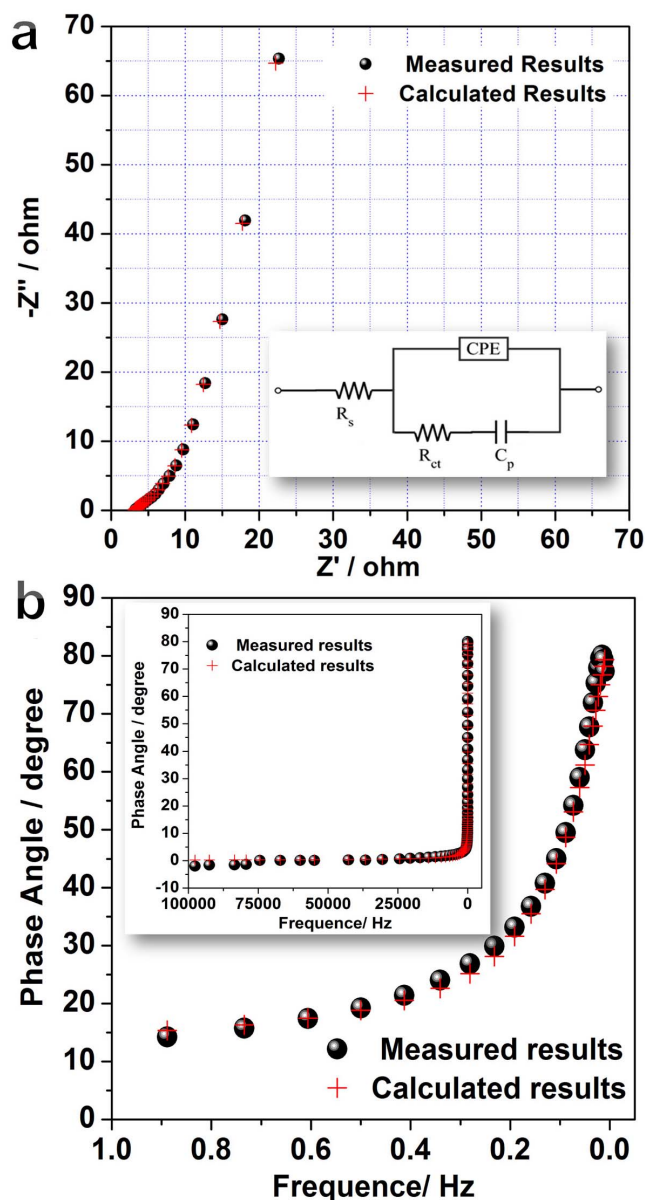 a
70
60
50
40
30
20
10
0
-Z'' / ohm
Measured Results
Calculated Results
CPE
R_s
R_ct
C_p
0 10 20 30 40 50 60 70
Z' / ohm
b
90
80
70
60
50
40
30
20
10
0
Phase Angle / degree
90
80
70
60
50
40
30
20
10
0
-10
Phase Angle / degree
Measured results
Calculated results
100000 75000 50000 25000 0
Frequence/ Hz
Measured results
Calculated results
1.0 0.8 0.6 0.4 0.2 0.0
Frequence/ Hz